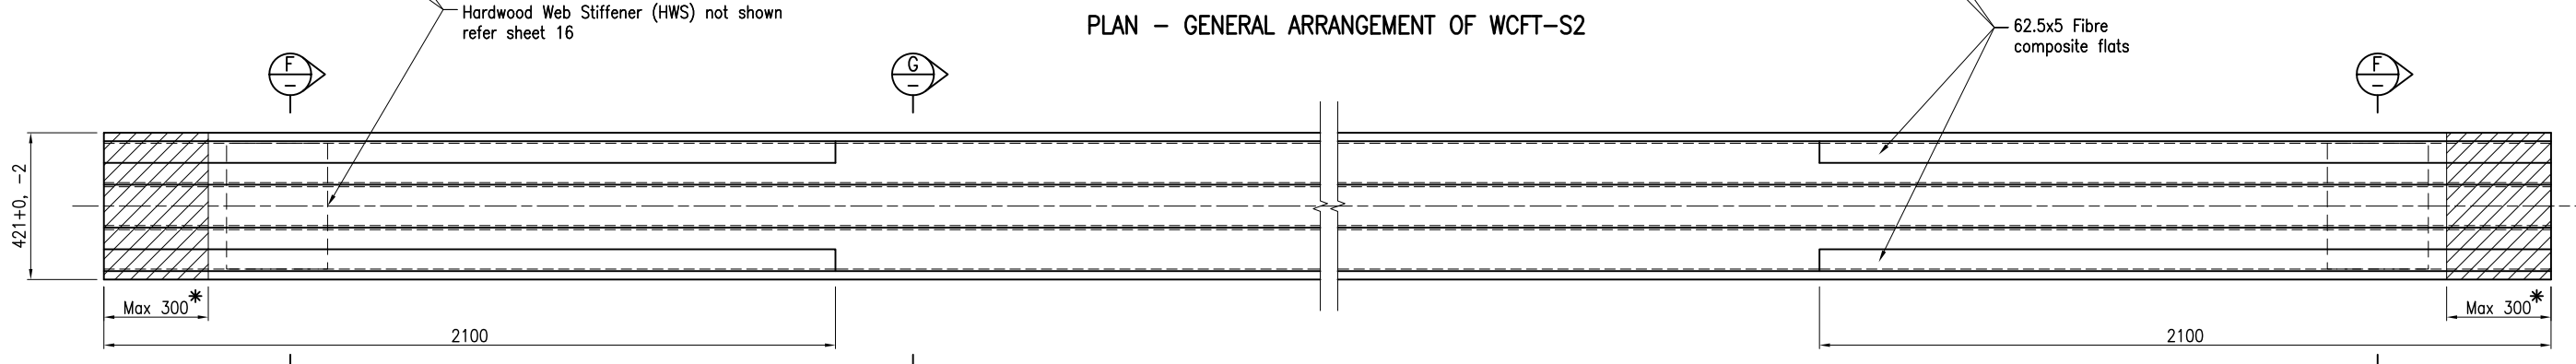 Hardwood Web Stiffener (HWS) not shown
refer sheet 16
PLAN - GENERAL ARRANGEMENT OF WCFT-S2
62.5x5 Fibre
composite flats
F
-
G
-
F
-
421+0, -2
Max 300*
Max 300*
2100
2100